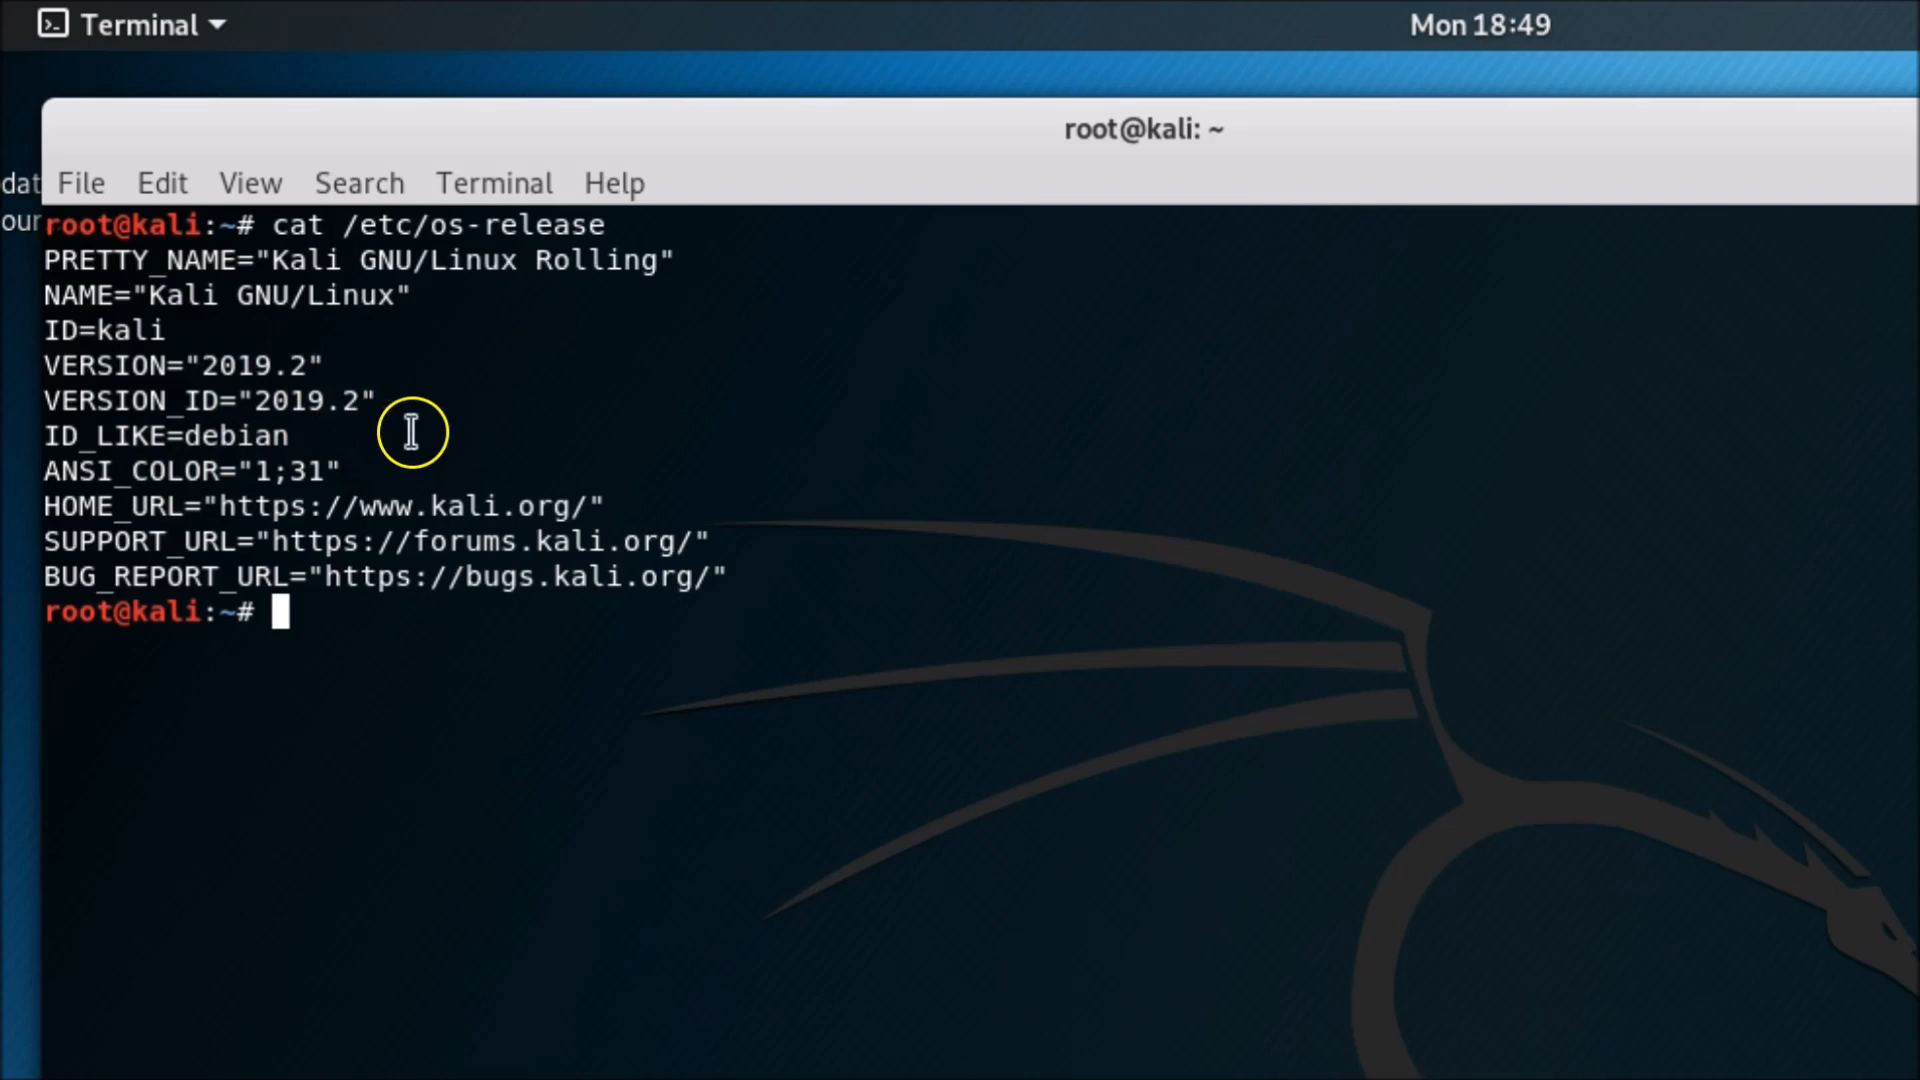 Terminal
Mon 18:49
root@kali: ~
File Edit View Search Terminal Help
dat
our
root@kali:~# cat /etc/os-release
PRETTY_NAME="Kali GNU/Linux Rolling"
NAME="Kali GNU/Linux"
ID=kali
VERSION="2019.2"
VERSION_ID="2019.2"
ID_LIKE=debian
ANSI_COLOR="1;31"
HOME_URL="https://www.kali.org/"
SUPPORT_URL="https://forums.kali.org/"
BUG_REPORT_URL="https://bugs.kali.org/"
root@kali:~#